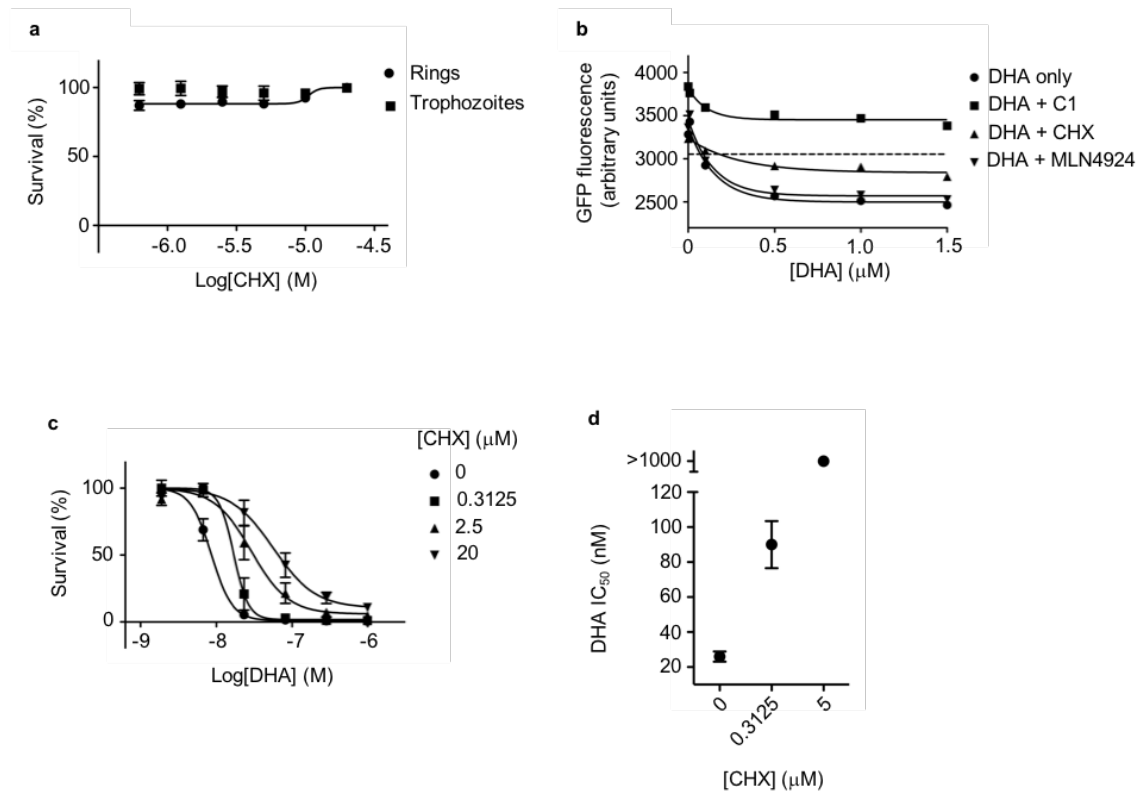 a
100
50
0
Survival (%)
-6.0 -5.5 -5.0 -4.5
Log[CHX] (M)
Rings
Trophozoites
b
4000
3500
3000
2500
GFP fluorescence
(arbitrary units)
0 0.5 1.0 1.5
[DHA] (μM)
DHA only
DHA + C1
DHA + CHX
DHA + MLN4924
c
100
50
0
Survival (%)
-9 -8 -7 -6
Log[DHA] (M)
[CHX] (μM)
0
0.3125
2.5
20
d
>1000
120
100
80
60
40
20
DHA IC50 (nM)
0 0.3125 5
[CHX] (μM)